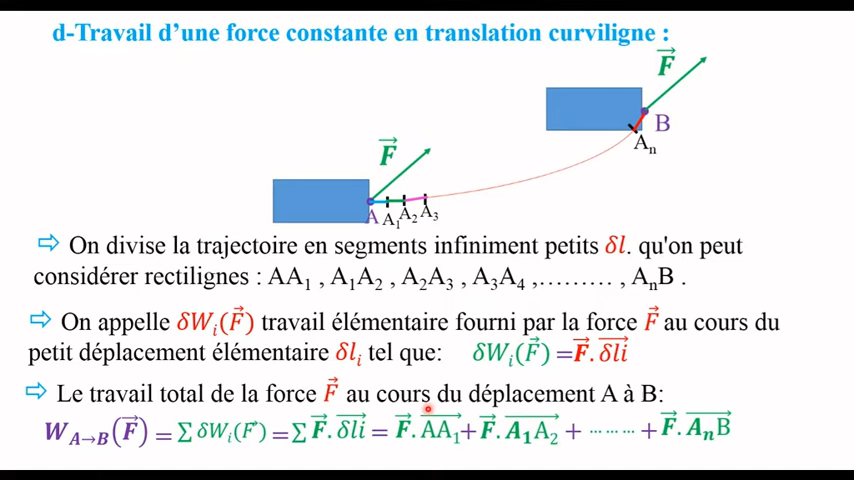 d-Travail d’une force constante en translation curviligne :
F⃗
B
Aₙ
F⃗
A A₁ A₂ A₃
⇨ On divise la trajectoire en segments infiniment petits δl. qu'on peut
considérer rectilignes : AA₁ , A₁A₂ , A₂A₃ , A₃A₄ ,……… , AₙB .
⇨ On appelle δWᵢ(F⃗) travail élémentaire fourni par la force F⃗ au cours du
petit déplacement élémentaire δlᵢ tel que: δWᵢ(F⃗) =F⃗.δli⃗
⇨ Le travail total de la force F⃗ au cours du déplacement A à B:
W_{A→B}(F⃗) = ∑ δWᵢ(F⃗) =∑ F⃗.δli⃗ = F⃗.AA₁⃗+F⃗.A₁A₂⃗ + ⋯⋯⋯ +F⃗.AₙB⃗